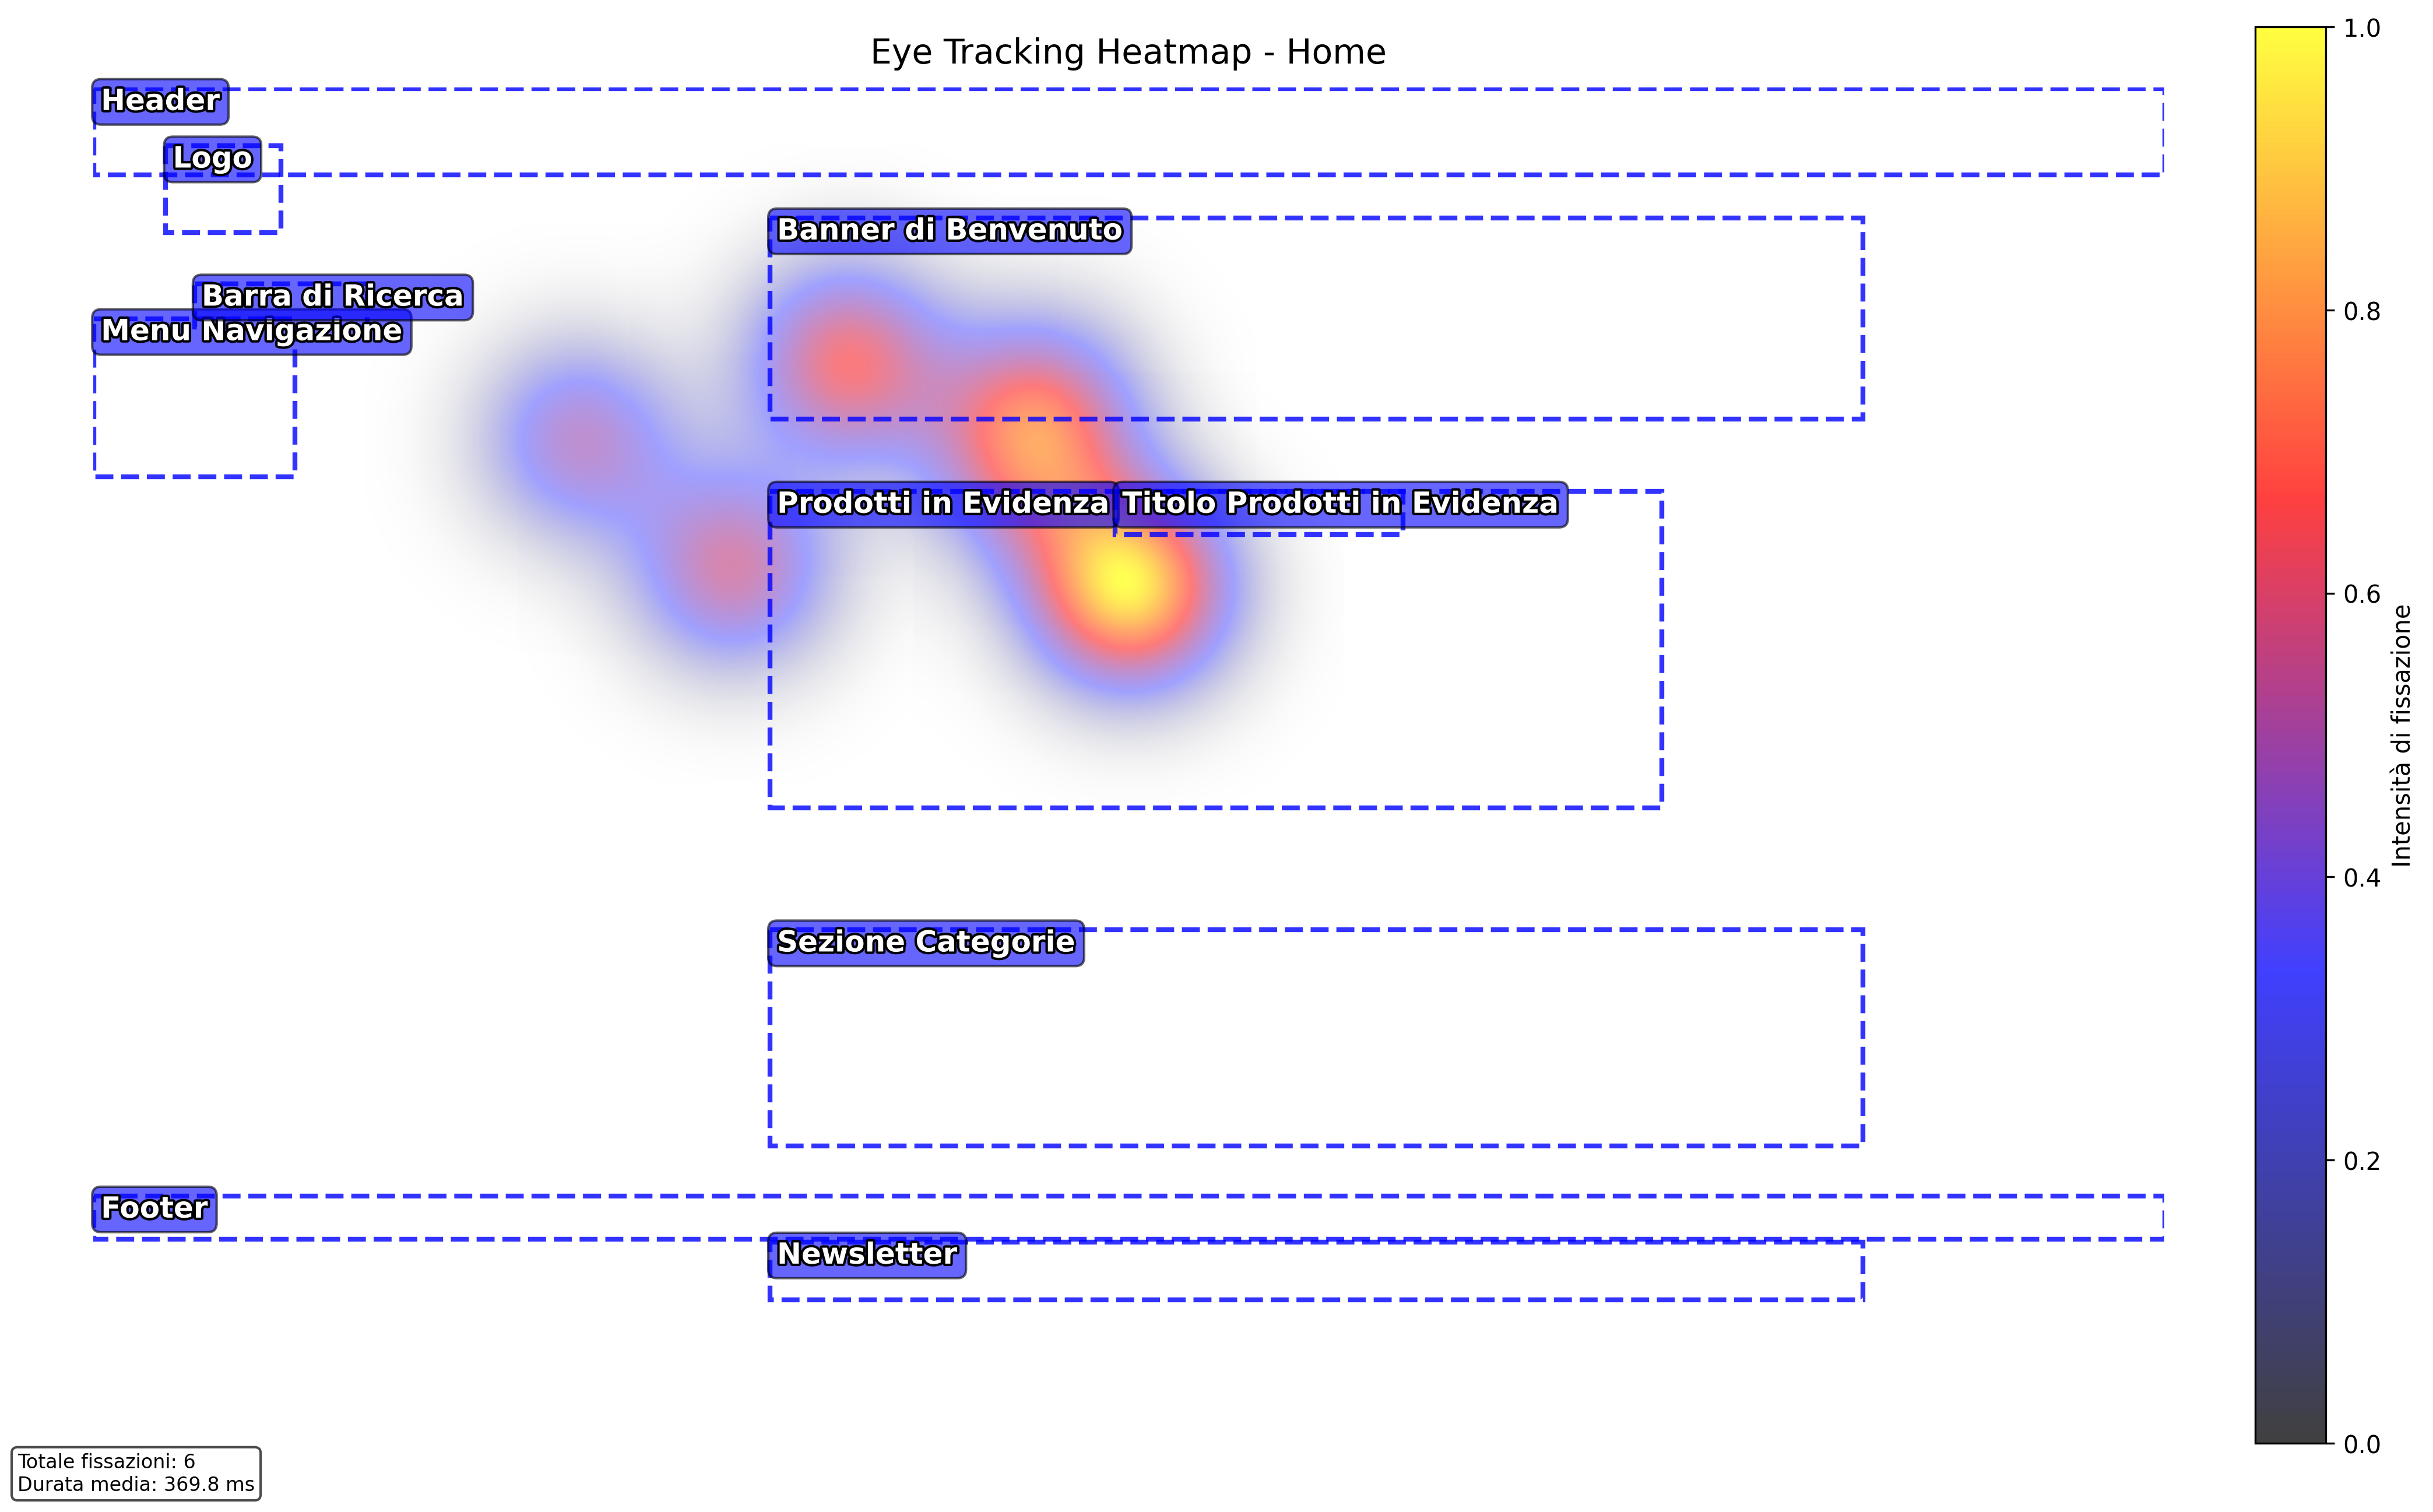 Eye Tracking Heatmap - Home
Header
Logo
Banner di Benvenuto
Barra di Ricerca
Menu Navigazione
Prodotti in Evidenza
Titolo Prodotti in Evidenza
Sezione Categorie
Footer
Newsletter
Totale fissazioni: 6
Durata media: 369.8 ms
1.0
0.8
0.6
0.4
0.2
0.0
Intensità di fissazione